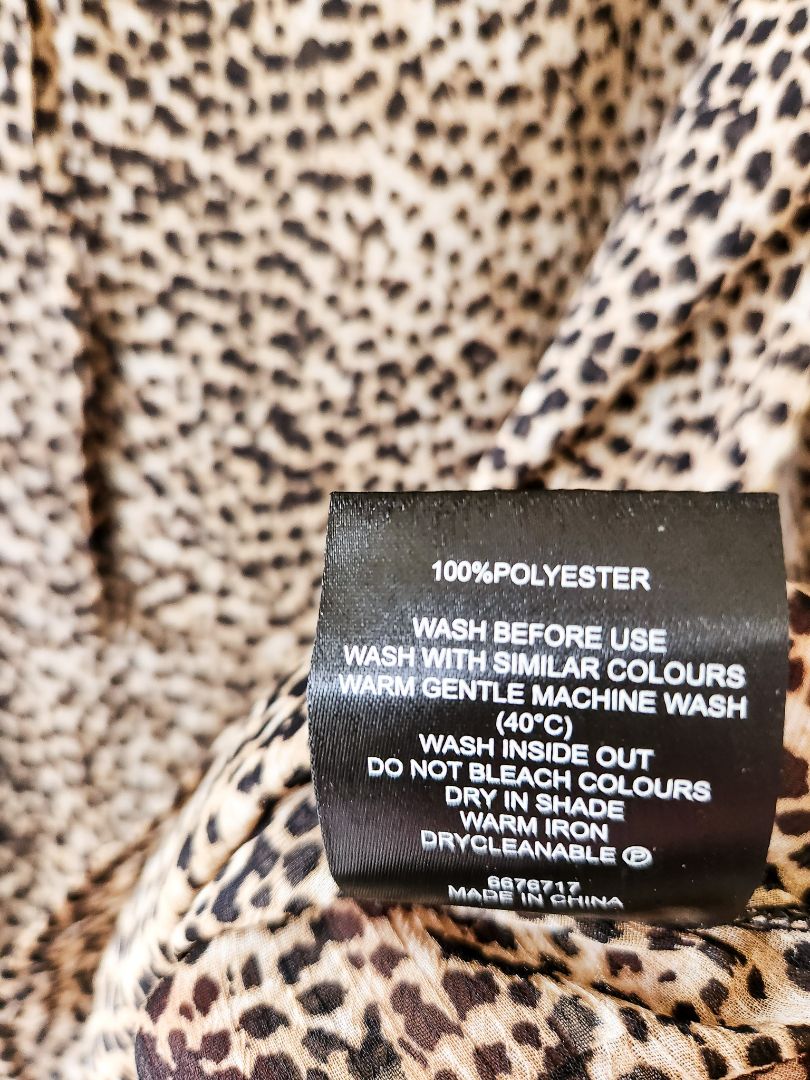 100%POLYESTER
WASH BEFORE USE
WASH WITH SIMILAR COLOURS
WARM GENTLE MACHINE WASH
(40°C)
WASH INSIDE OUT
DO NOT BLEACH COLOURS
DRY IN SHADE
WARM IRON
DRYCLEANABLE Ⓟ
6676717
MADE IN CHINA